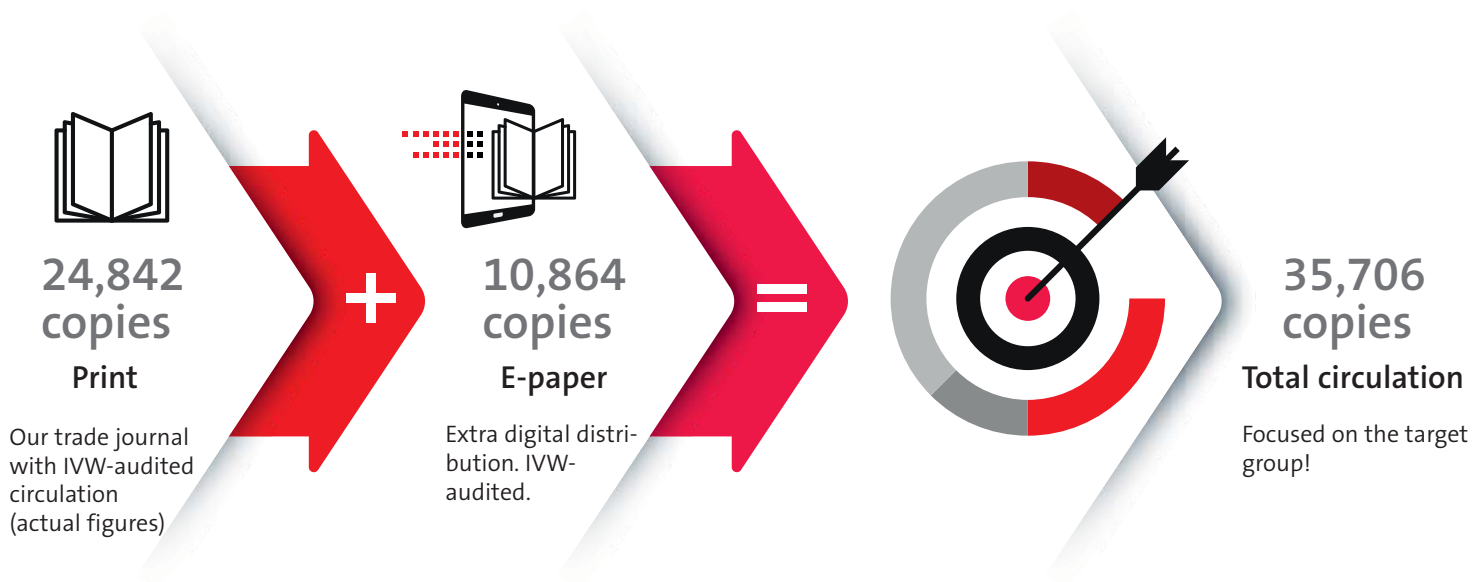 24,842
copies
Print
Our trade journal
with IVW-audited
circulation
(actual figures)
+
10,864
copies
E-paper
Extra digital distri-
bution. IVW-
audited.
=
35,706
copies
Total circulation
Focused on the target
group!